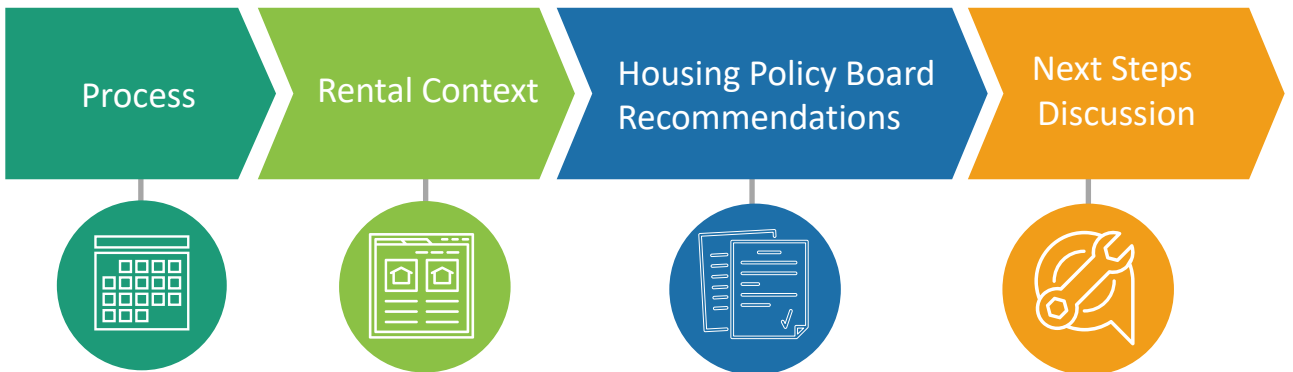 Process
Rental Context
Housing Policy Board
Recommendations
Next Steps
Discussion